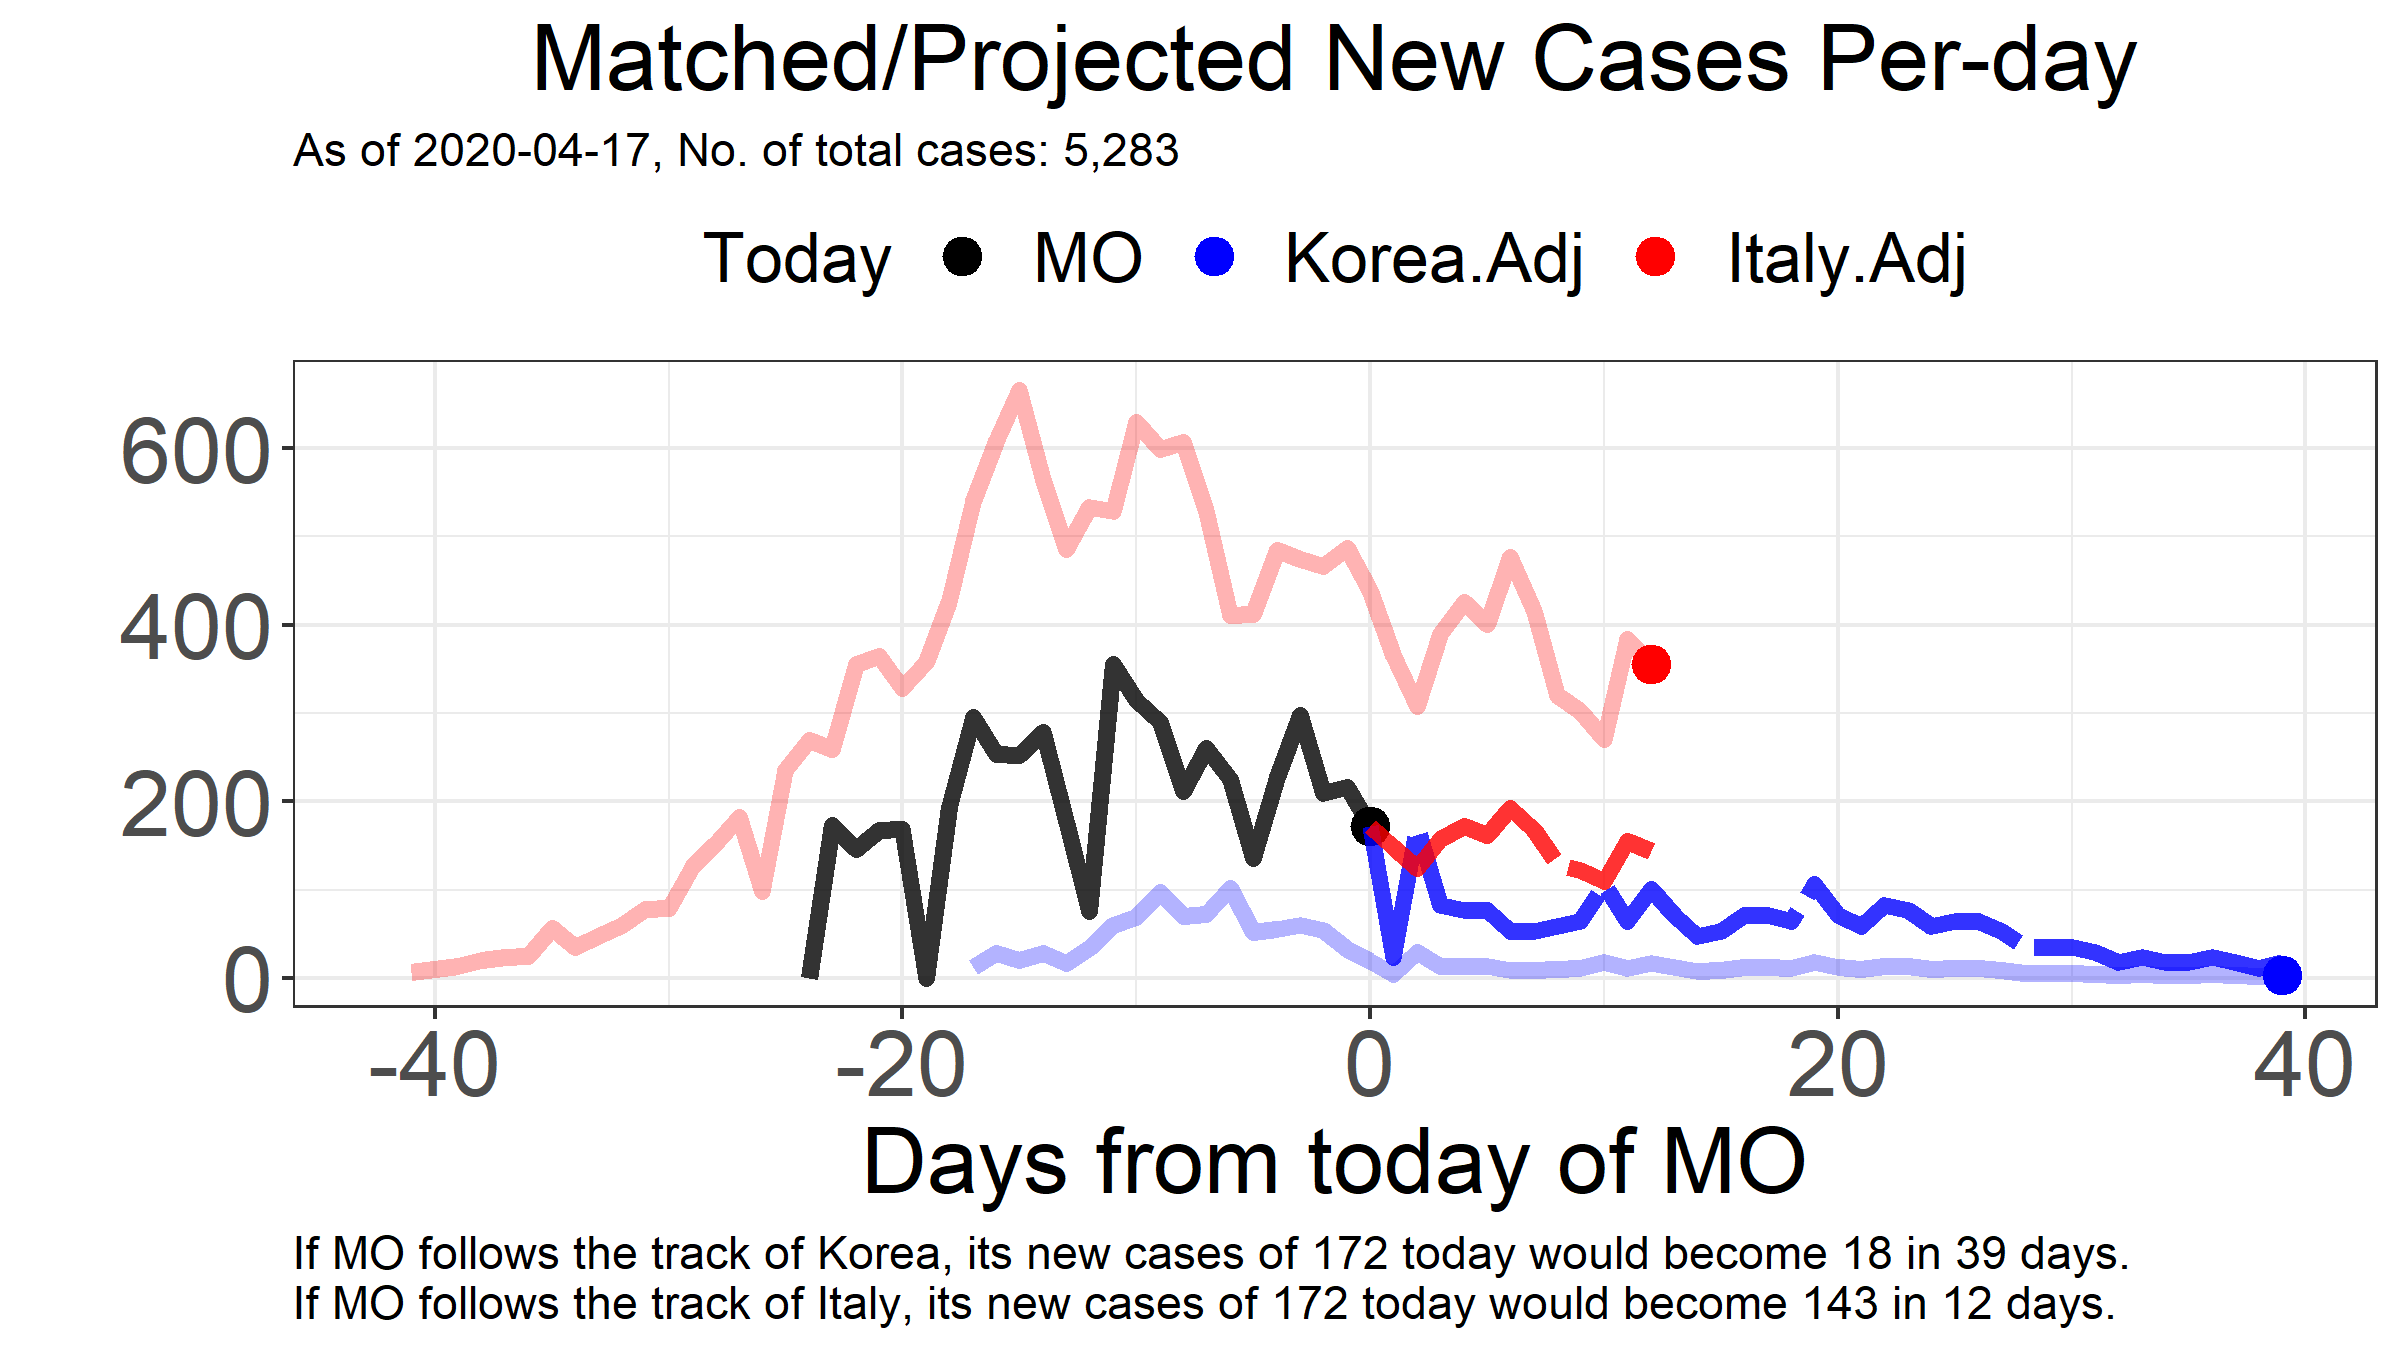 Matched/Projected New Cases Per-day
As of 2020-04-17, No. of total cases: 5,283
Today MO Korea.Adj Italy.Adj
600
400
200
0
-40 -20 0 20 40
Days from today of MO
If MO follows the track of Korea, its new cases of 172 today would become 18 in 39 days.
If MO follows the track of Italy, its new cases of 172 today would become 143 in 12 days.